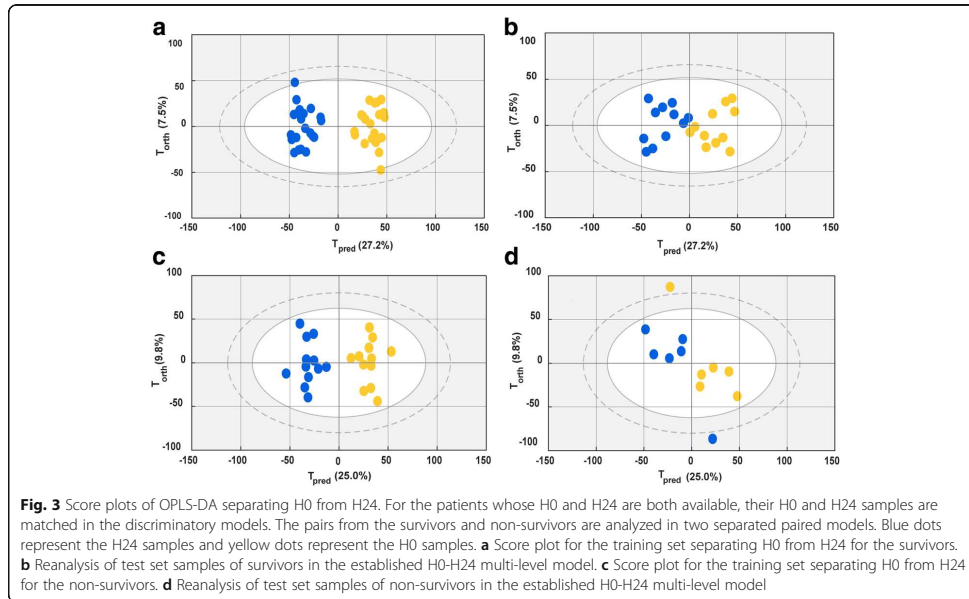 a
b
100
50
0
-50
-100
T orth (7.5%)
-150
-100
-50
0
50
100
150
T pred (27.2%)
100
50
0
-50
-100
T orth (7.5%)
-150
-100
-50
0
50
100
150
T pred (27.2%)
c
d
100
50
0
-50
-100
T orth (9.8%)
-150
-100
-50
0
50
100
150
T pred (25.0%)
100
50
0
-50
-100
T orth (9.8%)
-150
-100
-50
0
50
100
150
T pred (25.0%)
Fig. 3 Score plots of OPLS-DA separating H0 from H24. For the patients whose H0 and H24 are both available, their H0 and H24 samples are
matched in the discriminatory models. The pairs from the survivors and non-survivors are analyzed in two separated paired models. Blue dots
represent the H24 samples and yellow dots represent the H0 samples. a Score plot for the training set separating H0 from H24 for the survivors.
b Reanalysis of test set samples of survivors in the established H0-H24 multi-level model. c Score plot for the training set separating H0 from H24
for the non-survivors. d Reanalysis of test set samples of non-survivors in the established H0-H24 multi-level model